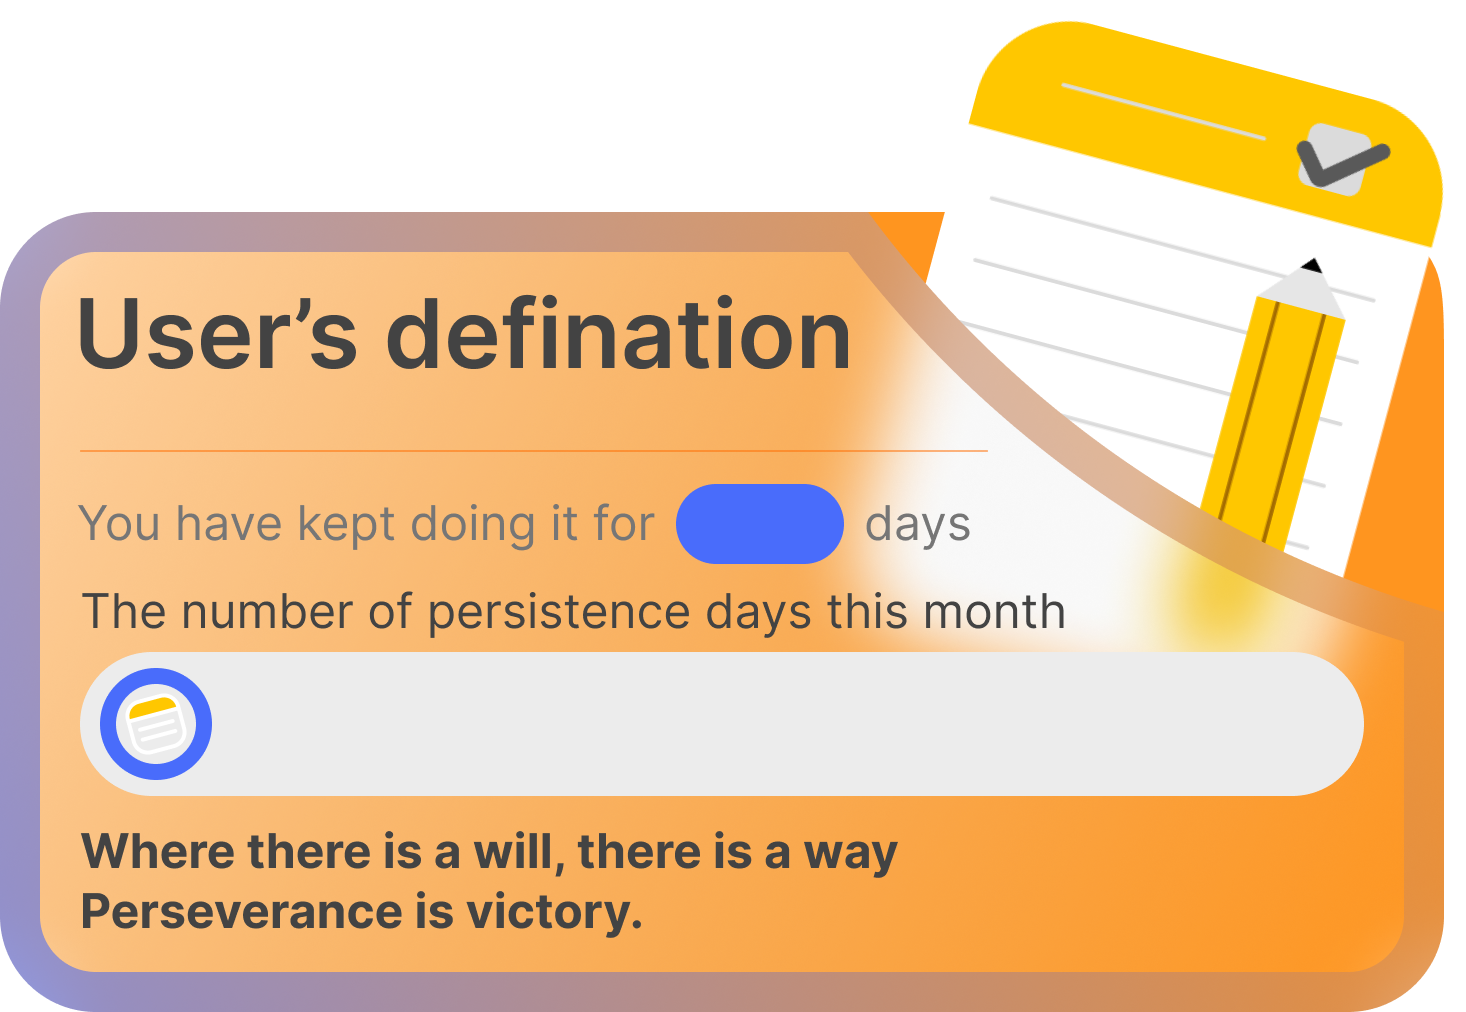 User’s defination
You have kept doing it for days
The number of persistence days this month
Where there is a will, there is a way
Perseverance is victory.